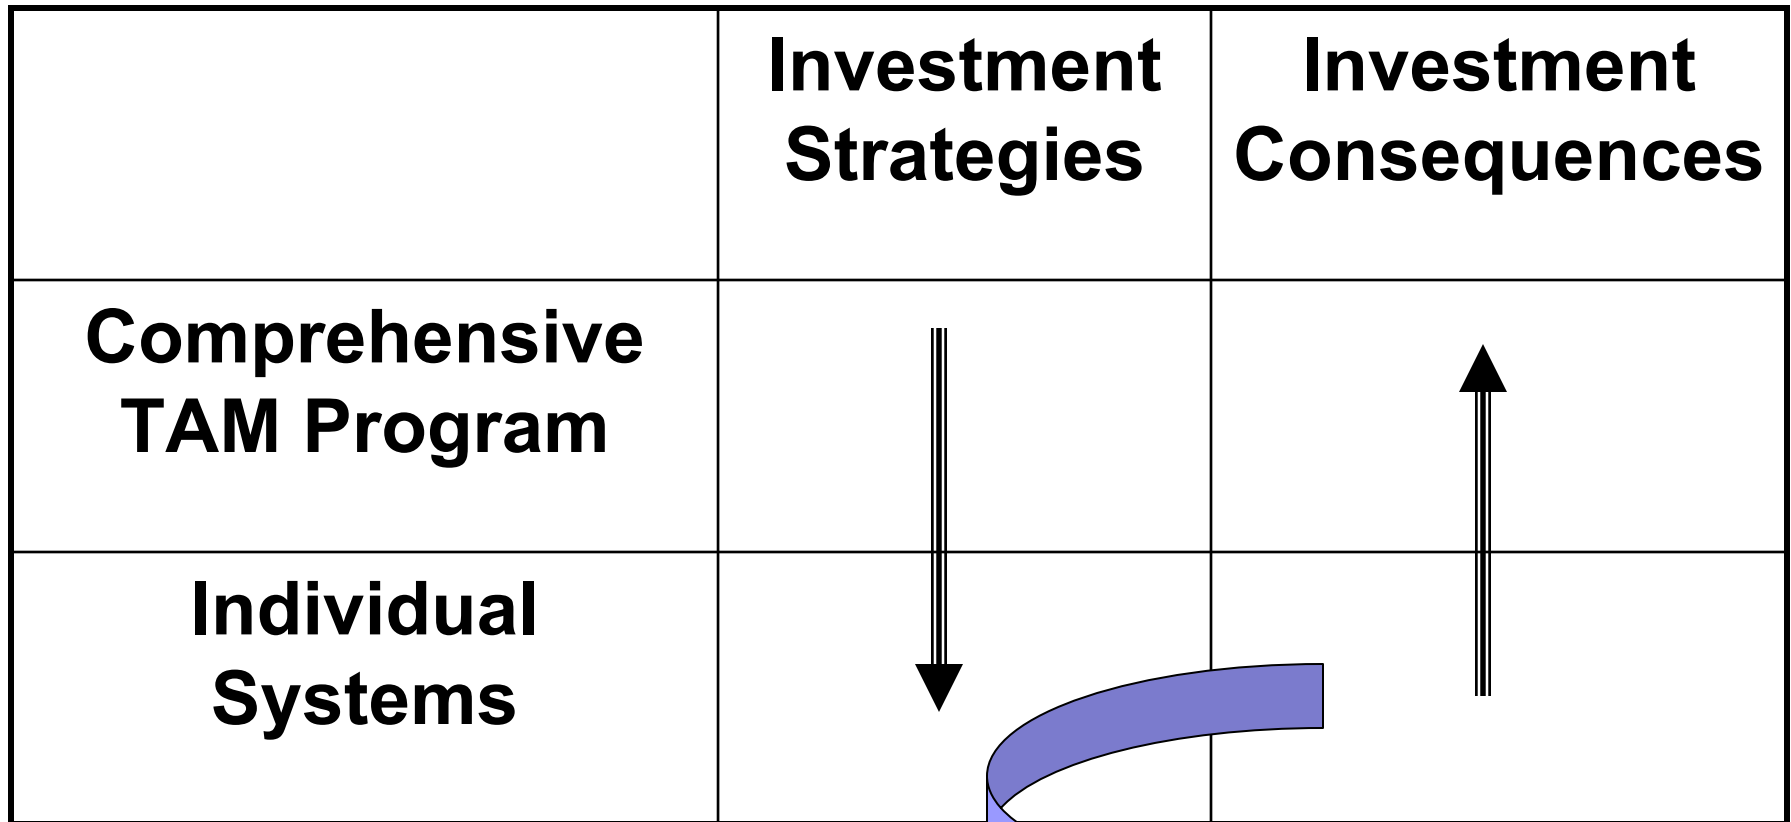 Investment
Strategies
Investment
Consequences
Comprehensive
TAM Program
Individual
Systems